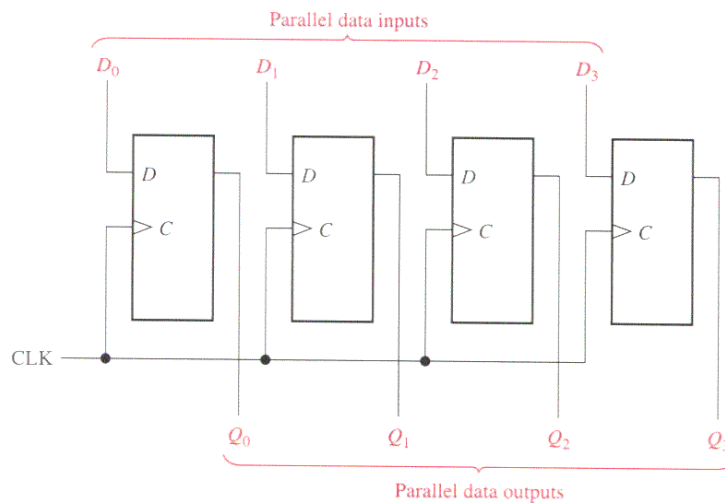 Parallel data inputs
D₀ D₁ D₂ D₃
D D D D
C C C C
CLK
Q₀ Q₁ Q₂
Parallel data outputs